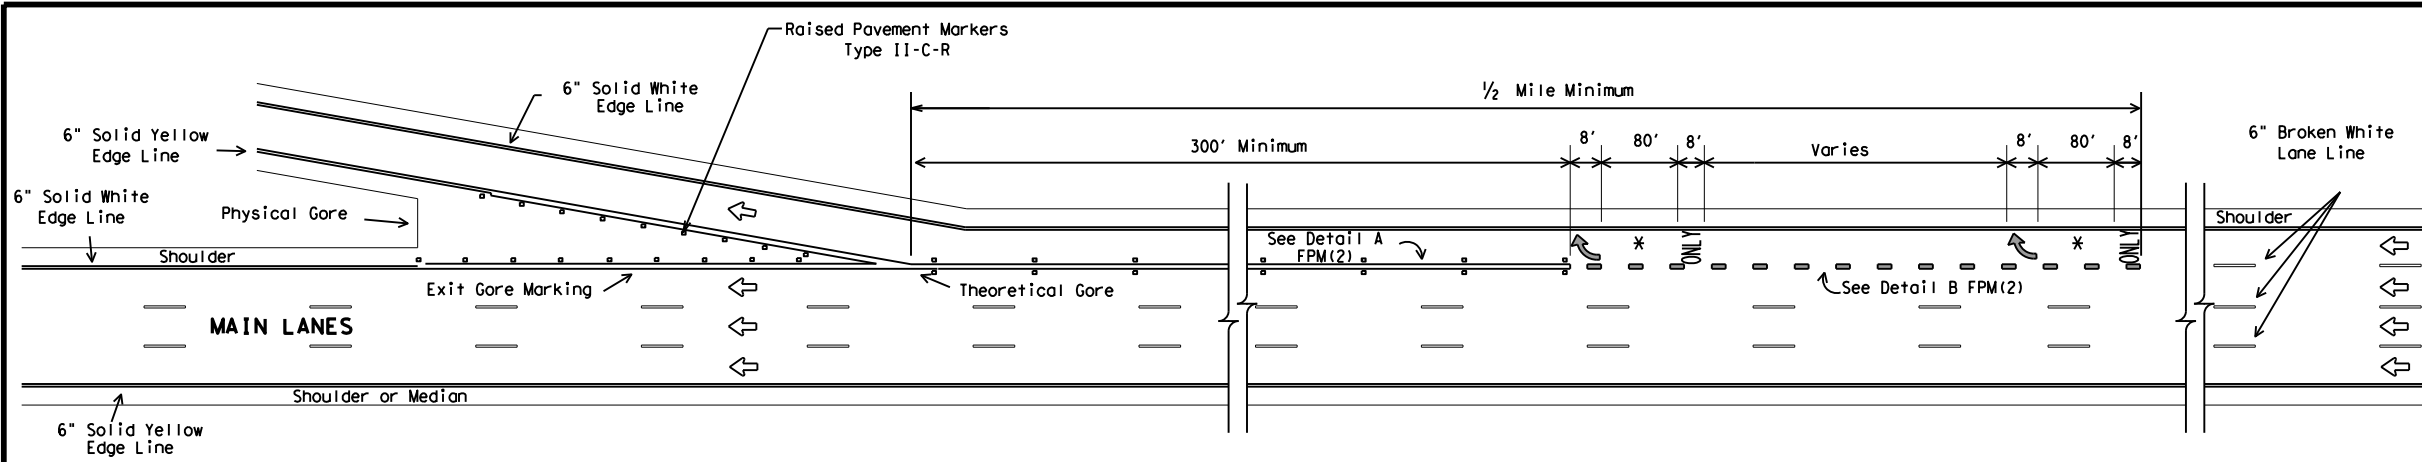 Raised Pavement Markers
Type II-C-R
6" Solid White
Edge Line
½ Mile Minimum
6" Solid Yellow
Edge Line
300' Minimum
8'
80'
8'
Varies
8'
80'
8'
6" Broken White
Lane Line
6" Solid White
Edge Line
Physical Gore
Shoulder
See Detail A
FPM(2)
*
ONLY
*
ONLY
Shoulder
Exit Gore Marking
Theoretical Gore
See Detail B FPM(2)
MAIN LANES
Shoulder or Median
6" Solid Yellow
Edge Line